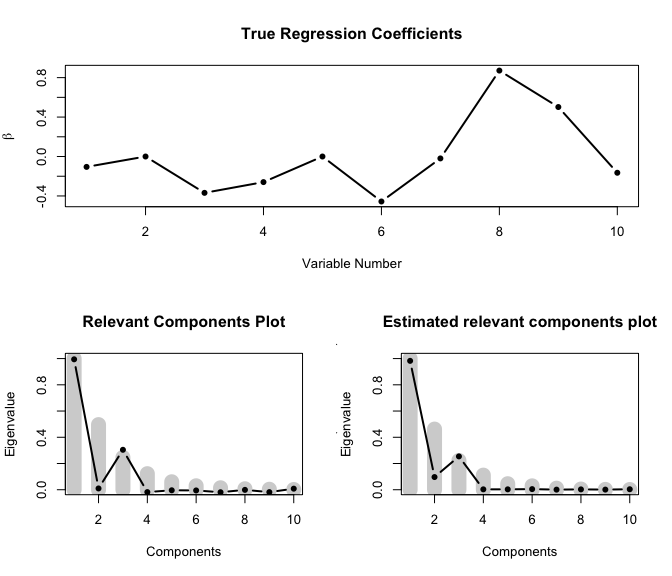 True Regression Coefficients
β
0.8
0.4
0.0
-0.4
2 4 6 8 10
Variable Number
Relevant Components Plot
Eigenvalue
0.8
0.4
0.0
2 4 6 8 10
Components
Estimated relevant components plot
Eigenvalue
0.8
0.4
0.0
2 4 6 8 10
Components